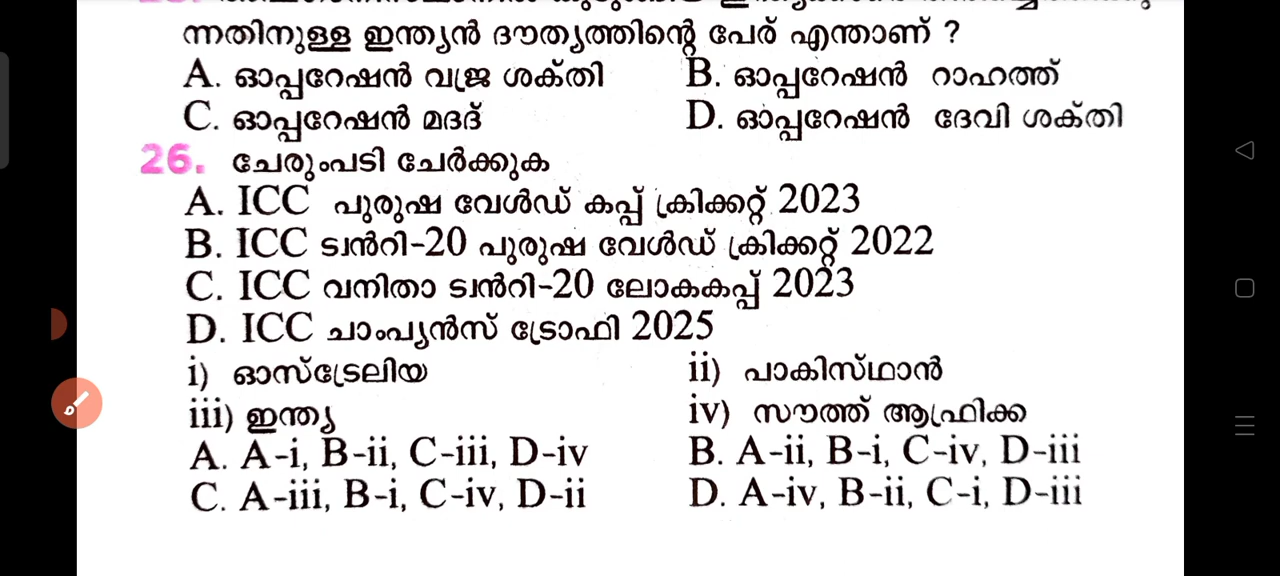 ന്നതിനുള്ള ഇന്ത്യൻ ദൗത്യത്തിന്റെ പേര് എന്താണ് ?
A. ഓപ്പറേഷൻ വജ്ര ശക്തി B. ഓപ്പറേഷൻ റാഹത്ത്
C. ഓപ്പറേഷൻ മദദ് D. ഓപ്പറേഷൻ ദേവി ശക്തി
26. ചേരുംപടി ചേർക്കുക
A. ICC പുരുഷ വേൾഡ് കപ്പ് ക്രിക്കറ്റ് 2023
B. ICC ട്വൻറി-20 പുരുഷ വേൾഡ് ക്രിക്കറ്റ് 2022
C. ICC വനിതാ ട്വൻറി-20 ലോകകപ്പ് 2023
D. ICC ചാംപ്യൻസ് ട്രോഫി 2025
i) ഓസ്ട്രേലിയ ii) പാകിസ്ഥാൻ
iii) ഇന്ത്യ iv) സൗത്ത് ആഫ്രിക്ക
A. A-i, B-ii, C-iii, D-iv B. A-ii, B-i, C-iv, D-iii
C. A-iii, B-i, C-iv, D-ii D. A-iv, B-ii, C-i, D-iii